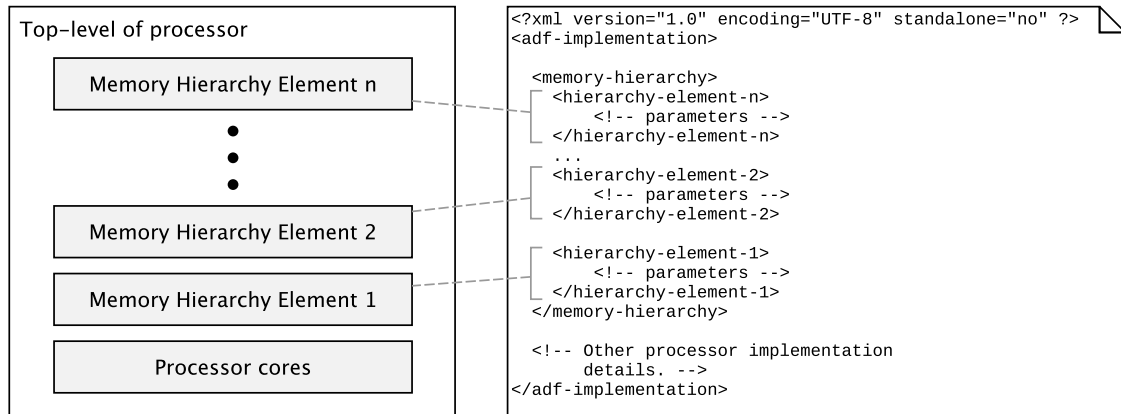 Top-level of processor
Memory Hierarchy Element n
Memory Hierarchy Element 2
Memory Hierarchy Element 1
Processor cores
<?xml version="1.0" encoding="UTF-8" standalone="no" ?>
<adf-implementation>
<memory-hierarchy>
<hierarchy-element-n>
<!-- parameters -->
</hierarchy-element-n>
...
<hierarchy-element-2>
<!-- parameters -->
</hierarchy-element-2>
<hierarchy-element-1>
<!-- parameters -->
</hierarchy-element-1>
</memory-hierarchy>
<!-- Other processor implementation
details. -->
</adf-implementation>